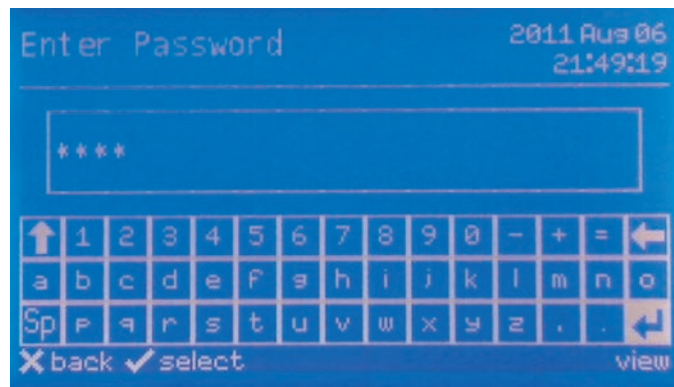 Enter Password
2011 Aug 06
21:49:19
****
1 2 3 4 5 6 7 8 9 0 - + =
a b c d e f g h i j k l m n o
Sp p q r s t u v w x y z , .
back select view